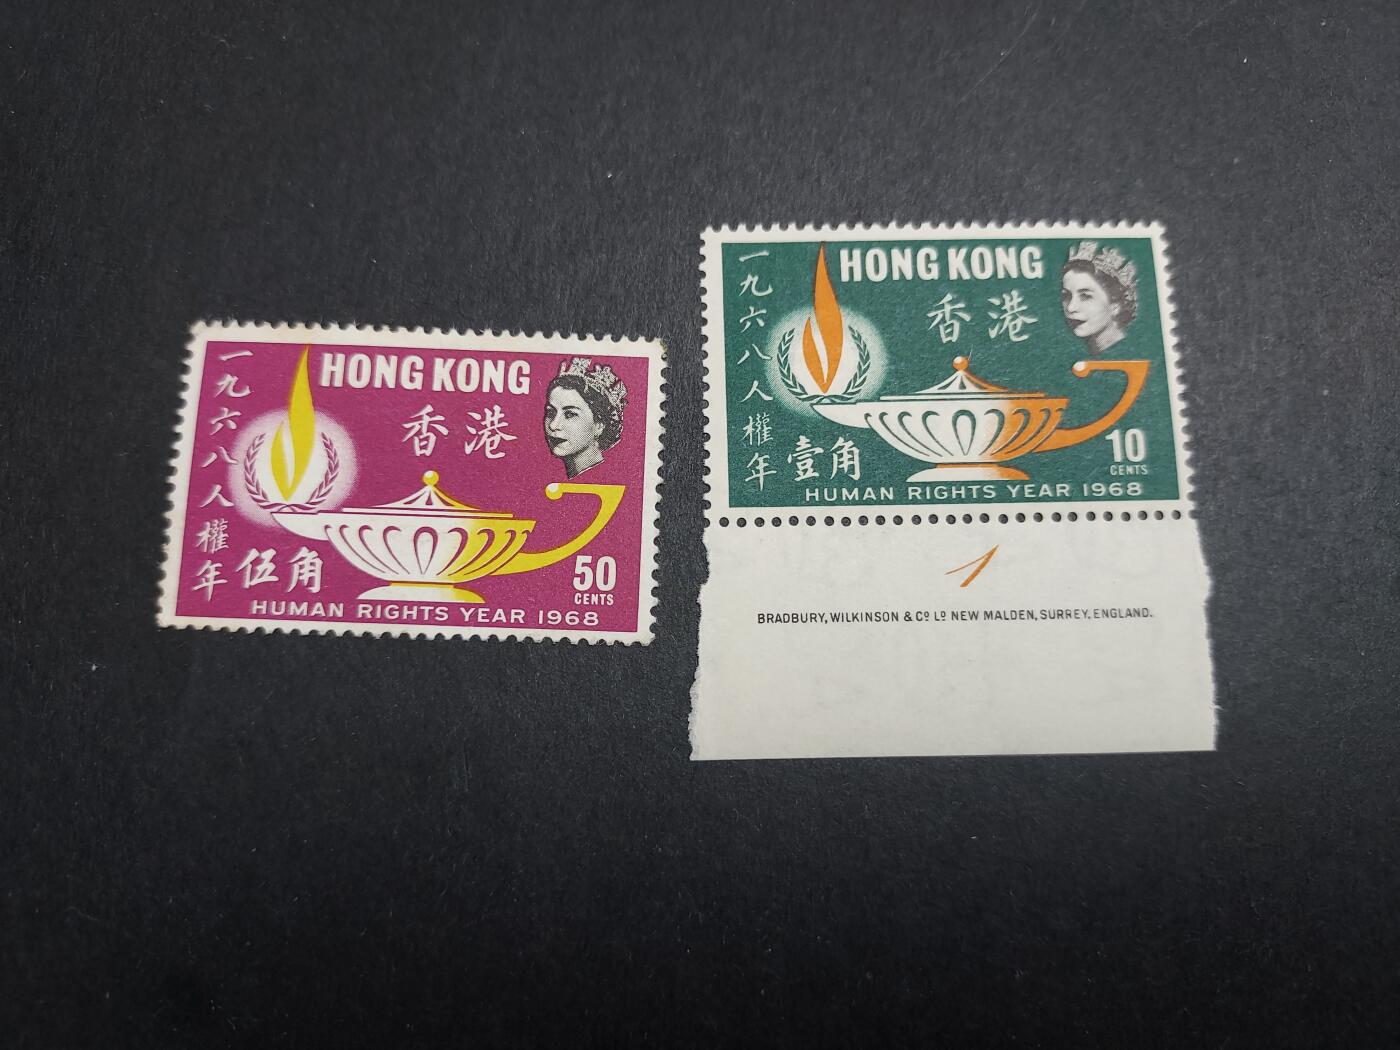 一九六八人權年
HONG KONG
香港
伍角
50
CENTS
HUMAN RIGHTS YEAR 1968
一九六八人權年
HONG KONG
香港
壹角
10
CENTS
HUMAN RIGHTS YEAR 1968
1
BRADBURY, WILKINSON & Cº Lº NEW MALDEN, SURREY, ENGLAND.